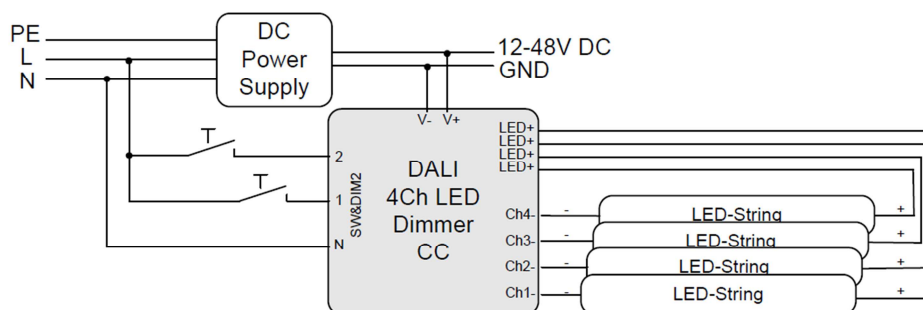 PE
L
N
DC
Power
Supply
12-48V DC
GND
V- V+
LED+
LED+
LED+
LED+
T
T
2
1
N
SW&DIM2
DALI
4Ch LED
Dimmer
CC
Ch4-
Ch3-
Ch2-
Ch1-
- LED-String +
- LED-String +
- LED-String +
- LED-String +